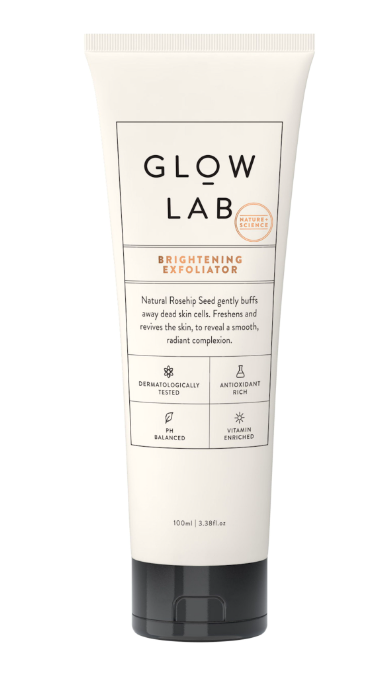 GLOW
LAB
NATURE+
SCIENCE
BRIGHTENING
EXFOLIATOR
Natural Rosehip Seed gently buffs
away dead skin cells. Freshens and
revives the skin, to reveal a smooth,
radiant complexion.
DERMATOLOGICALLY
TESTED
ANTIOXIDANT
RICH
PH
BALANCED
VITAMIN
ENRICHED
100ml | 3.38fl.oz